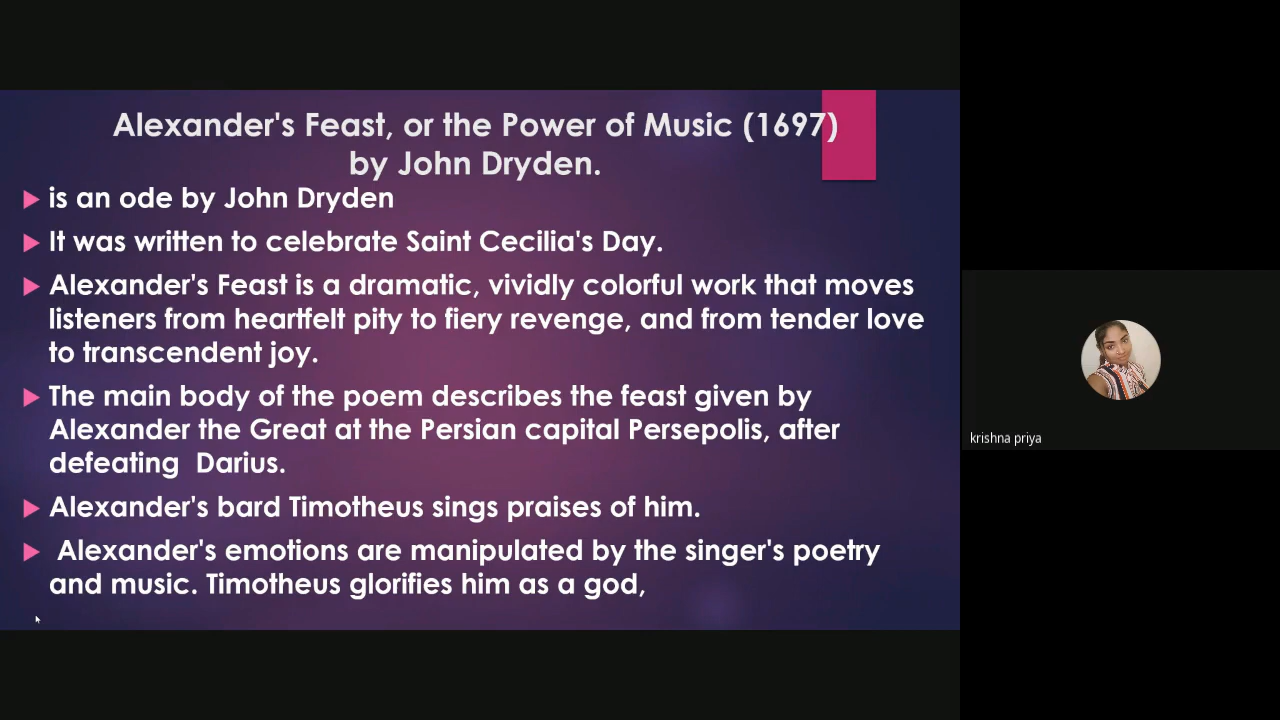 Alexander's Feast, or the Power of Music (1697)
by John Dryden.
is an ode by John Dryden
It was written to celebrate Saint Cecilia's Day.
Alexander's Feast is a dramatic, vividly colorful work that moves
listeners from heartfelt pity to fiery revenge, and from tender love
to transcendent joy.
The main body of the poem describes the feast given by
Alexander the Great at the Persian capital Persepolis, after
defeating  Darius.
Alexander's bard Timotheus sings praises of him.
Alexander's emotions are manipulated by the singer's poetry
and music. Timotheus glorifies him as a god,
krishna priya